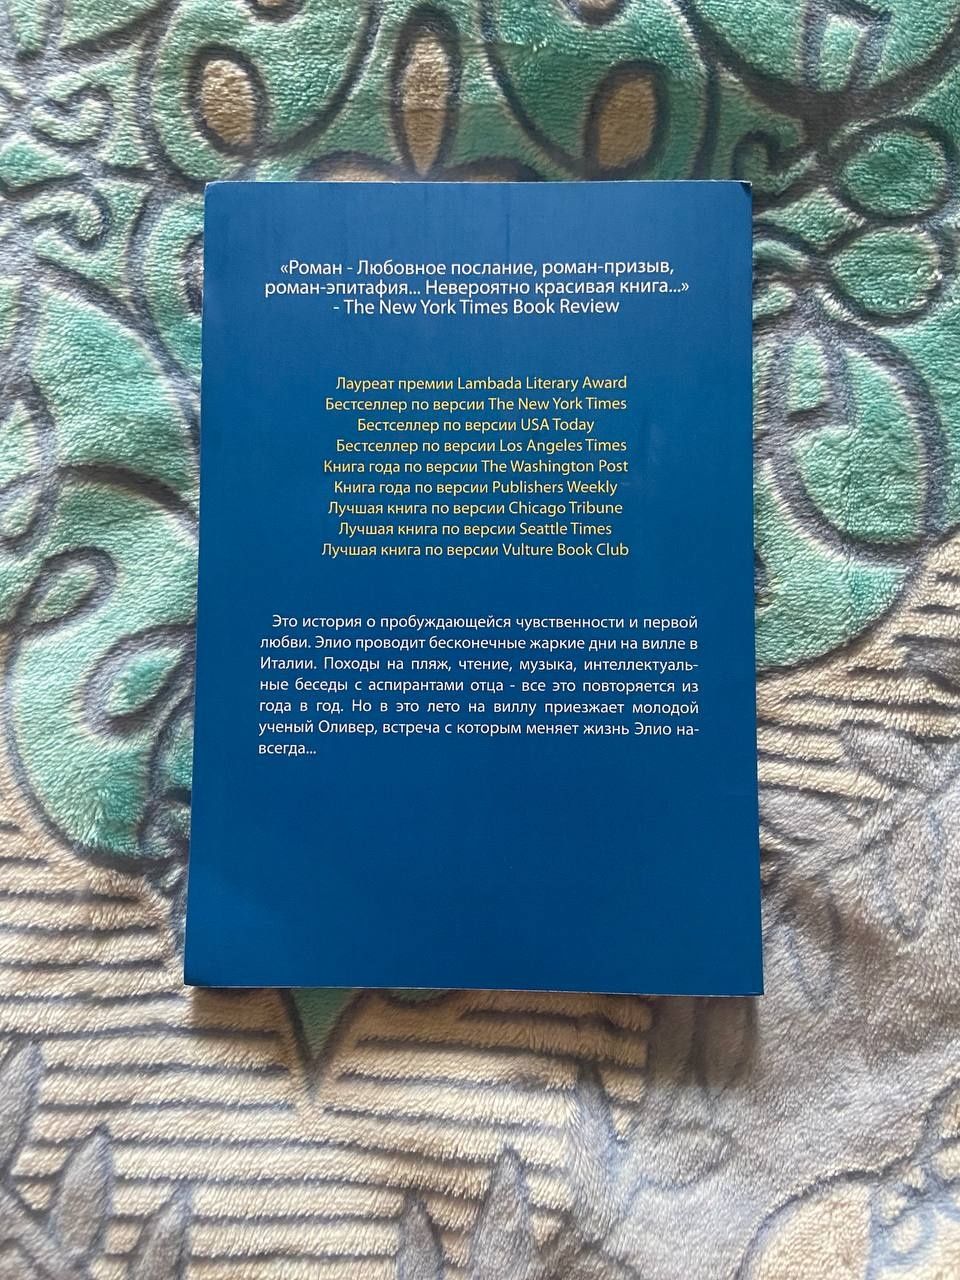 «Роман - Любовное послание, роман-призыв,
роман-эпитафия... Невероятно красивая книга...»
- The New York Times Book Review
Лауреат премии Lambada Literary Award
Бестселлер по версии The New York Times
Бестселлер по версии USA Today
Бестселлер по версии Los Angeles Times
Книга года по версии The Washington Post
Книга года по версии Publishers Weekly
Лучшая книга по версии Chicago Tribune
Лучшая книга по версии Seattle Times
Лучшая книга по версии Vulture Book Club
Это история о пробуждающейся чувственности и первой
любви. Элио проводит бесконечные жаркие дни на вилле в
Италии. Походы на пляж, чтение, музыка, интеллектуаль-
ные беседы с аспирантами отца - все это повторяется из
года в год. Но в это лето на виллу приезжает молодой
ученый Оливер, встреча с которым меняет жизнь Элио на-
всегда...